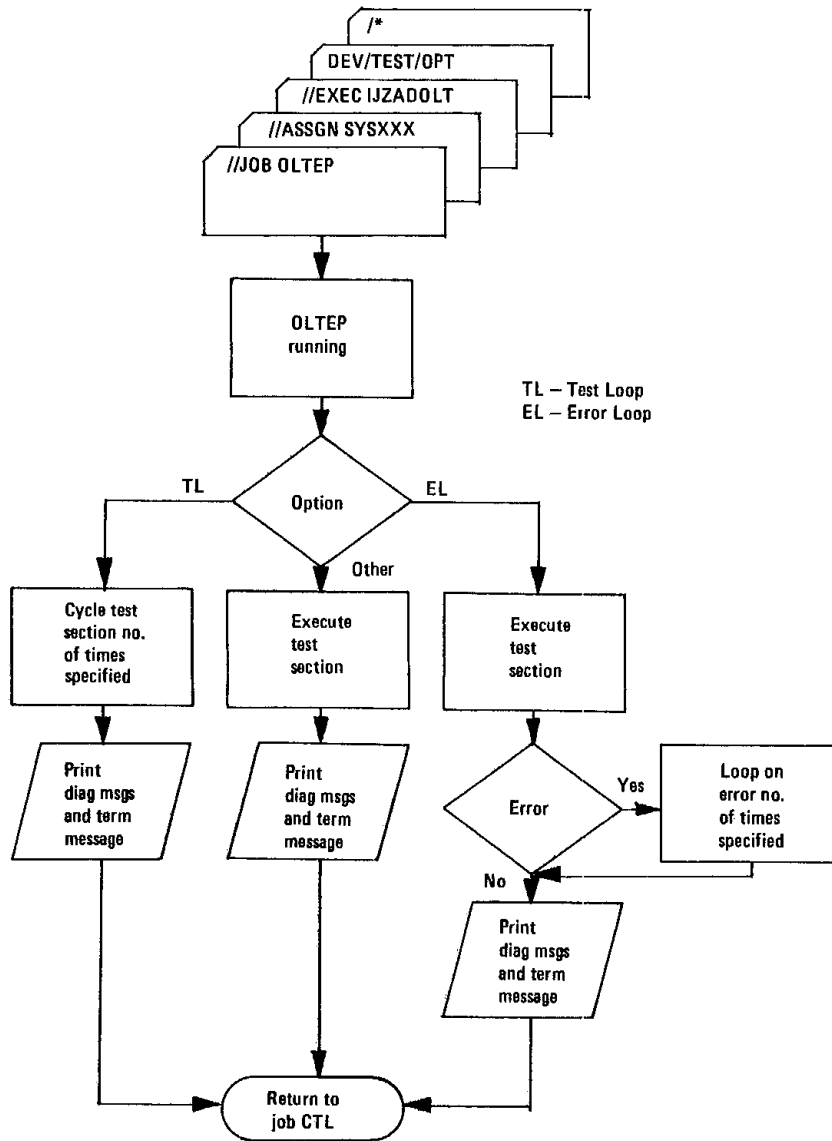 /*
DEV/TEST/OPT
//EXEC IJZADOLT
//ASSGN SYSXXX
//JOB OLTEP
OLTEP
running
TL – Test Loop
EL – Error Loop
TL
Option
EL
Other
Cycle test
section no.
of times
specified
Execute
test
section
Execute
test
section
Print
diag msgs
and term
message
Print
diag msgs
and term
message
Error
Yes
Loop on
error no.
of times
specified
No
Print
diag msgs
and term
message
Return to
job CTL